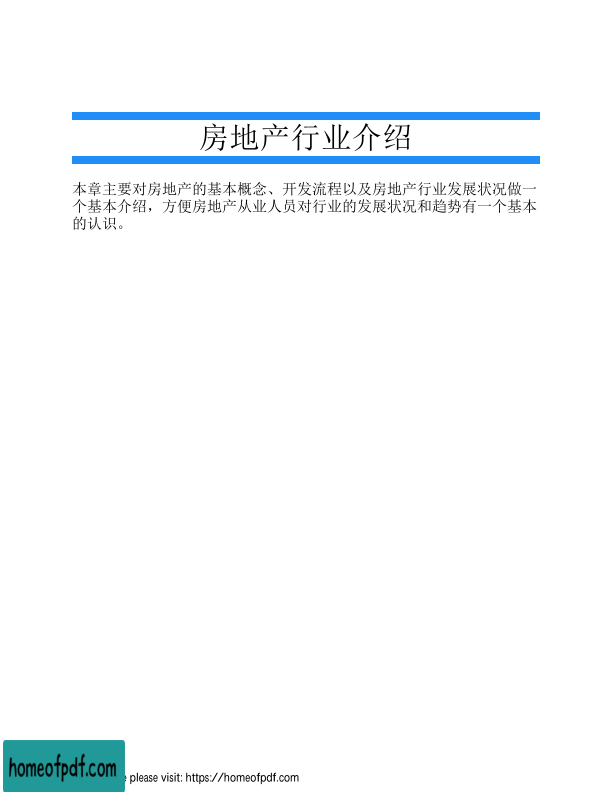 房地产行业介绍
本章主要对房地产的基本概念、开发流程以及房地产行业发展状况做一
个基本介绍，方便房地产从业人员对行业的发展状况和趋势有一个基本
的认识。
homeofpdf.com
please visit: https://homeofpdf.com